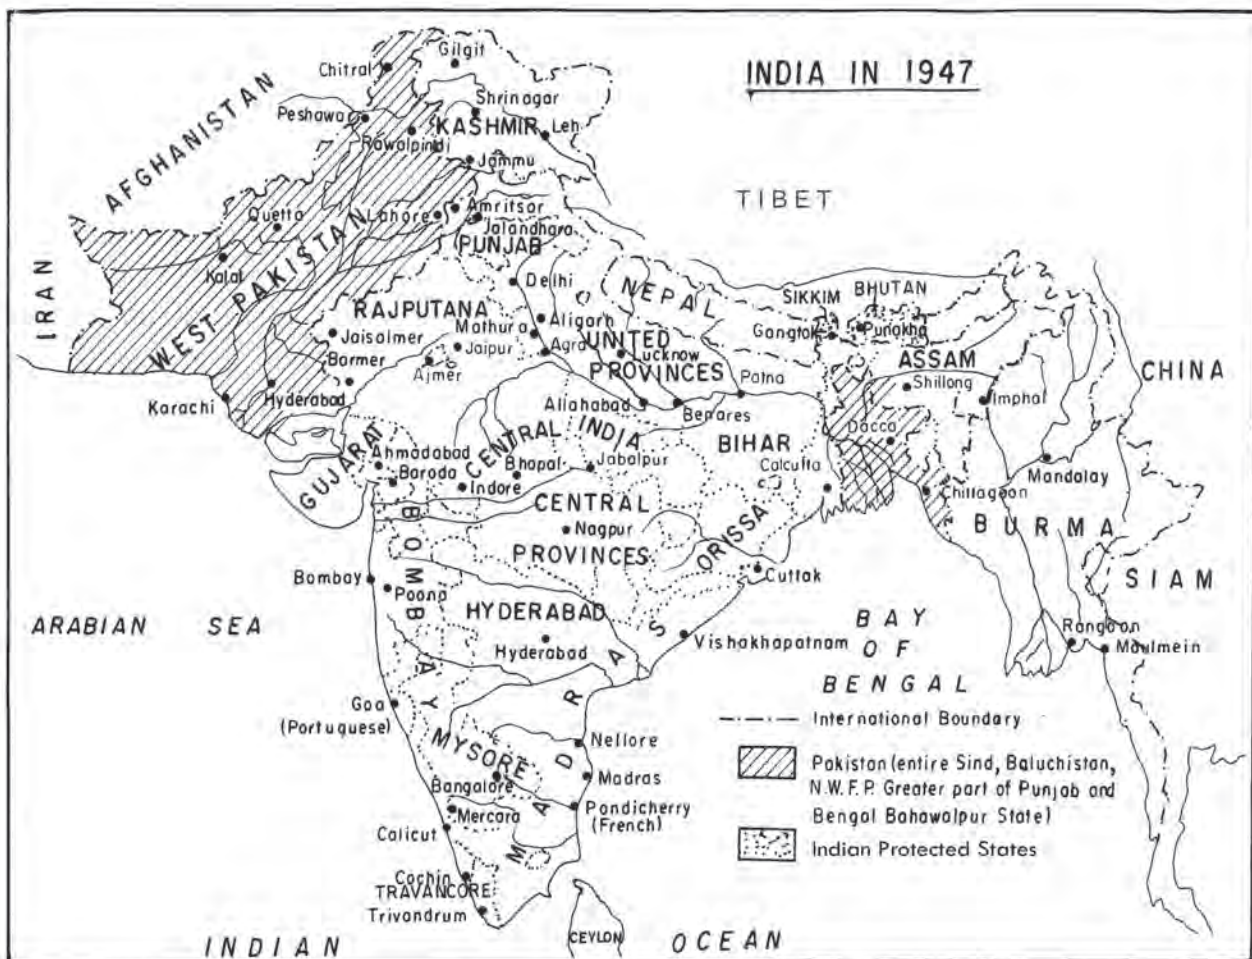 INDIA IN 1947
Gilgit
Chitral
Shrinagar
Peshawar
KASHMIR
Leh
Rawalpindi
Jammu
AFGHANISTAN
TIBET
Amritsar
Quetta
Lahore
Jalandhara
PUNJAB
IRAN
Kalat
WEST PAKISTAN
Delhi
NEPAL
SIKKIM
BHUTAN
RAJPUTANA
Gangtok
Punakha
Jaisalmer
Mathura
Aligarh
UNITED
ASSAM
Barmer
Jaipur
Agra
Lucknow
PROVINCES
CHINA
Ajmer
Patna
Shillong
Karachi
Hyderabad
Allahabad
Benares
Imphal
GUJARAT
CENTRAL INDIA
BIHAR
Dacca
Ahmadabad
Baroda
Bhopal
Jabalpur
Calcutta
Mandalay
Indore
CENTRAL
Chittagoon
BOMBAY
Nagpur
PROVINCES
ORISSA
BURMA
Bombay
Cuttak
SIAM
Poona
HYDERABAD
BAY
ARABIAN SEA
Hyderabad
Vishakhapatnam
OF
Rangoon
Maulmein
BENGAL
MADRAS
Goa
(Portuguese)
MYSORE
Nellore
Bangalore
Madras
Mercara
Pondicherry
(French)
Calicut
Cochin
TRAVANCORE
Trivandrum
CEYLON
INDIAN OCEAN
International Boundary
Pakistan (entire Sind, Baluchistan,
N.W.F.P. Greater part of Punjab and
Bengal Bahawalpur State)
Indian Protected States